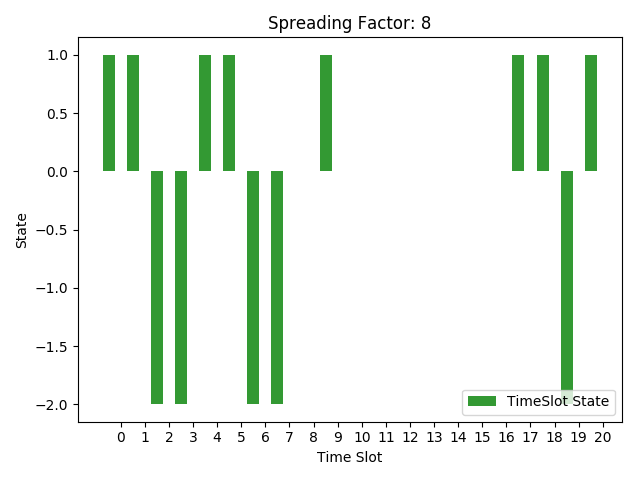 Spreading Factor: 8
1.0
0.5
0.0
−0.5
−1.0
−1.5
−2.0
State
0 1 2 3 4 5 6 7 8 9 10 11 12 13 14 15 16 17 18 19 20
Time Slot
TimeSlot State